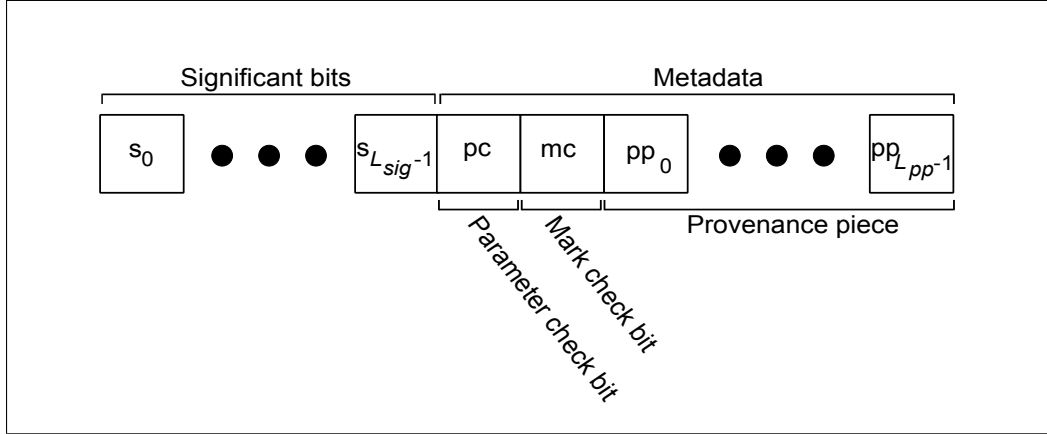 Significant bits Metadata
s0 sLsig-1 pc mc pp0 ppLpp-1
Provenance piece
Parameter check bit
Mark check bit